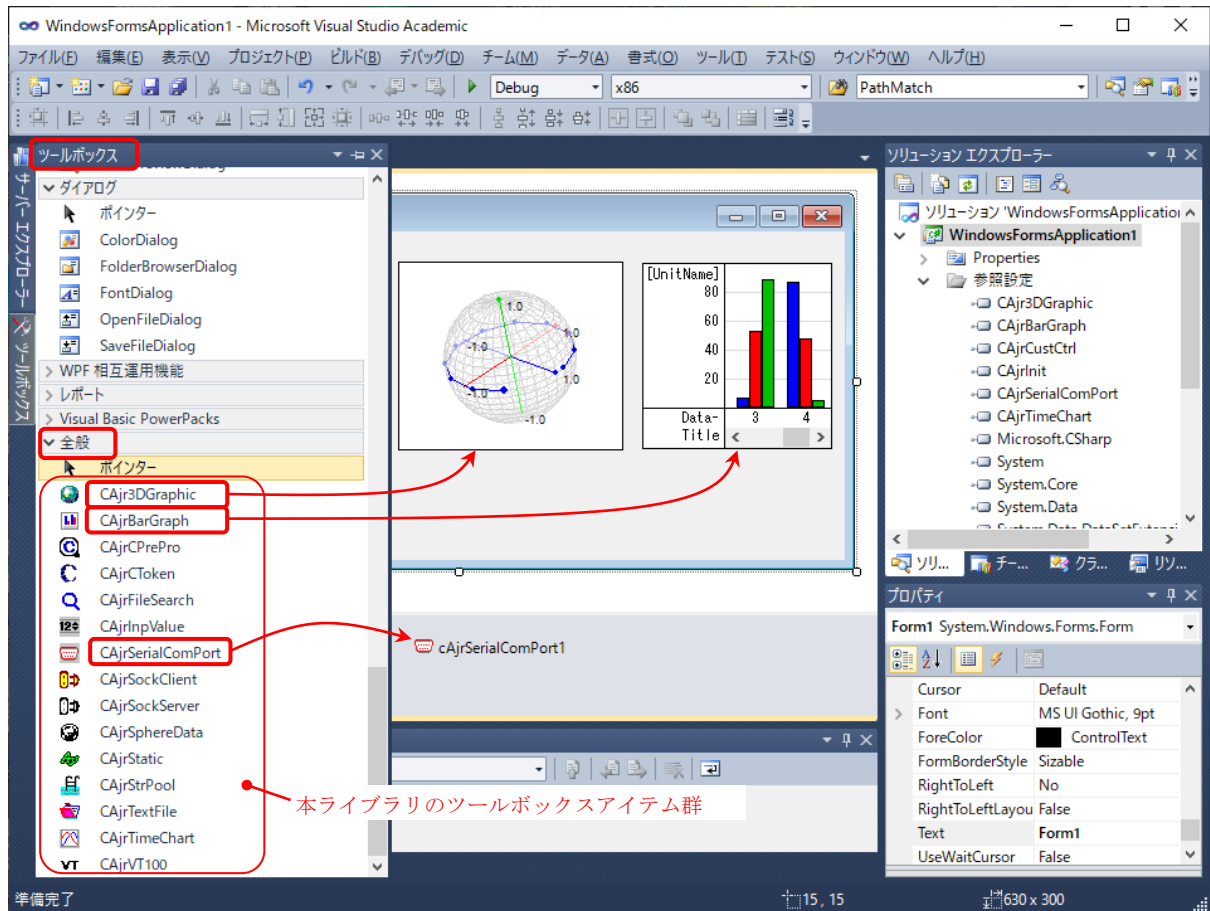 WindowsFormsApplication1 - Microsoft Visual Studio Academic
ファイル(F) 編集(E) 表示(V) プロジェクト(P) ビルド(B) デバッグ(D) チーム(M) データ(A) 書式(O) ツール(T) テスト(S) ウィンドウ(W) ヘルプ(H)
Debug x86 PathMatch
サーバー エクスプローラー
ツールボックス
ツールボックス
ダイアログ
ポインター
ColorDialog
FolderBrowserDialog
FontDialog
OpenFileDialog
SaveFileDialog
WPF 相互運用機能
レポート
Visual Basic PowerPacks
全般
ポインター
CAjr3DGraphic
CAjrBarGraph
CAjrCPrePro
CAjrCToken
CAjrFileSearch
CAjrInpValue
CAjrSerialComPort
CAjrSockClient
CAjrSockServer
CAjrSphereData
CAjrStatic
CAjrStrPool
CAjrTextFile
CAjrTimeChart
CAjrVT100
1.0
-1.0
1.0
1.0
-1.0
-1.0
[UnitName]
80
60
40
20
Data- 3 4
Title
cAjrSerialComPort1
本ライブラリのツールボックスアイテム群
ソリューション エクスプローラー
ソリューション 'WindowsFormsApplication
WindowsFormsApplication1
Properties
参照設定
CAjr3DGraphic
CAjrBarGraph
CAjrCustCtrl
CAjrInit
CAjrSerialComPort
CAjrTimeChart
Microsoft.CSharp
System
System.Core
System.Data
System.Data.DataSetExtensi
ソリ... チー... クラ... リソ...
プロパティ
Form1 System.Windows.Forms.Form
Cursor Default
Font MS UI Gothic, 9pt
ForeColor ControlText
FormBorderStyle Sizable
RightToLeft No
RightToLeftLayou False
Text Form1
UseWaitCursor False
準備完了 15 , 15 630 x 300